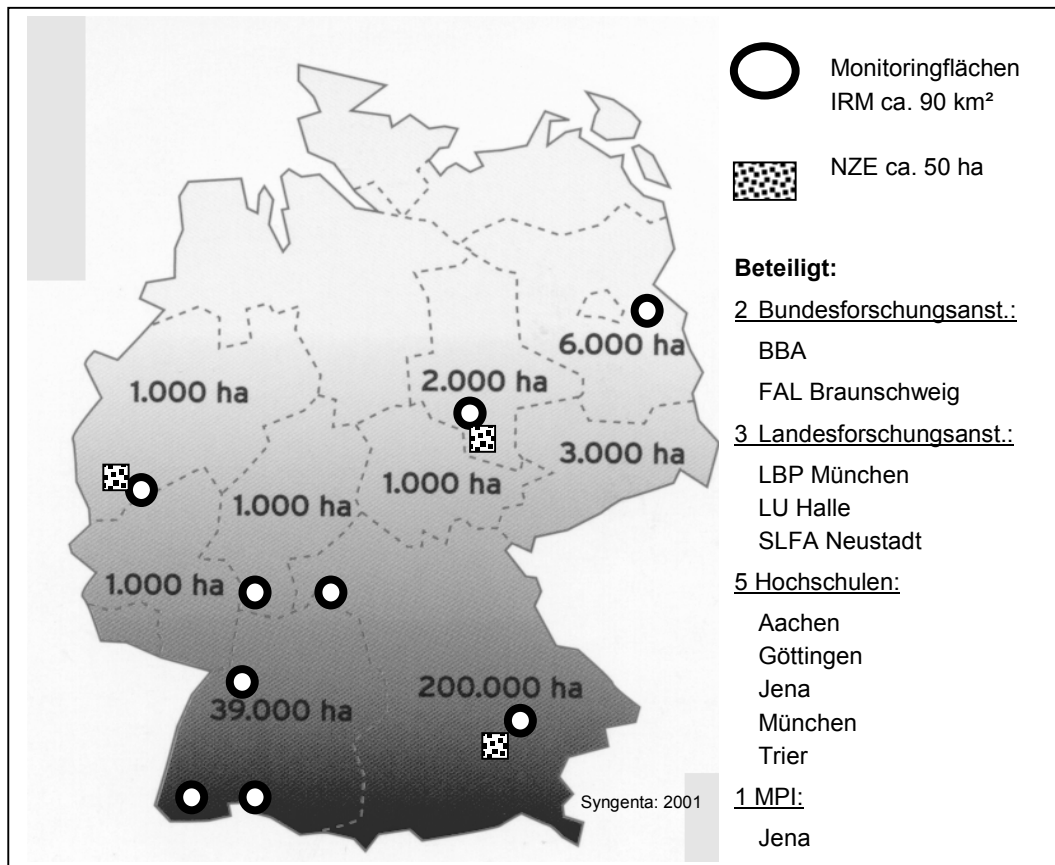 Monitoringflächen
IRM ca. 90 km²
NZE ca. 50 ha
Beteiligt:
2 Bundesforschungsanst.:
BBA
FAL Braunschweig
3 Landesforschungsanst.:
LBP München
LU Halle
SLFA Neustadt
5 Hochschulen:
Aachen
Göttingen
Jena
München
Trier
1 MPI:
Jena
6.000 ha
2.000 ha
1.000 ha
3.000 ha
1.000 ha
1.000 ha
1.000 ha
200.000 ha
39.000 ha
Syngenta: 2001